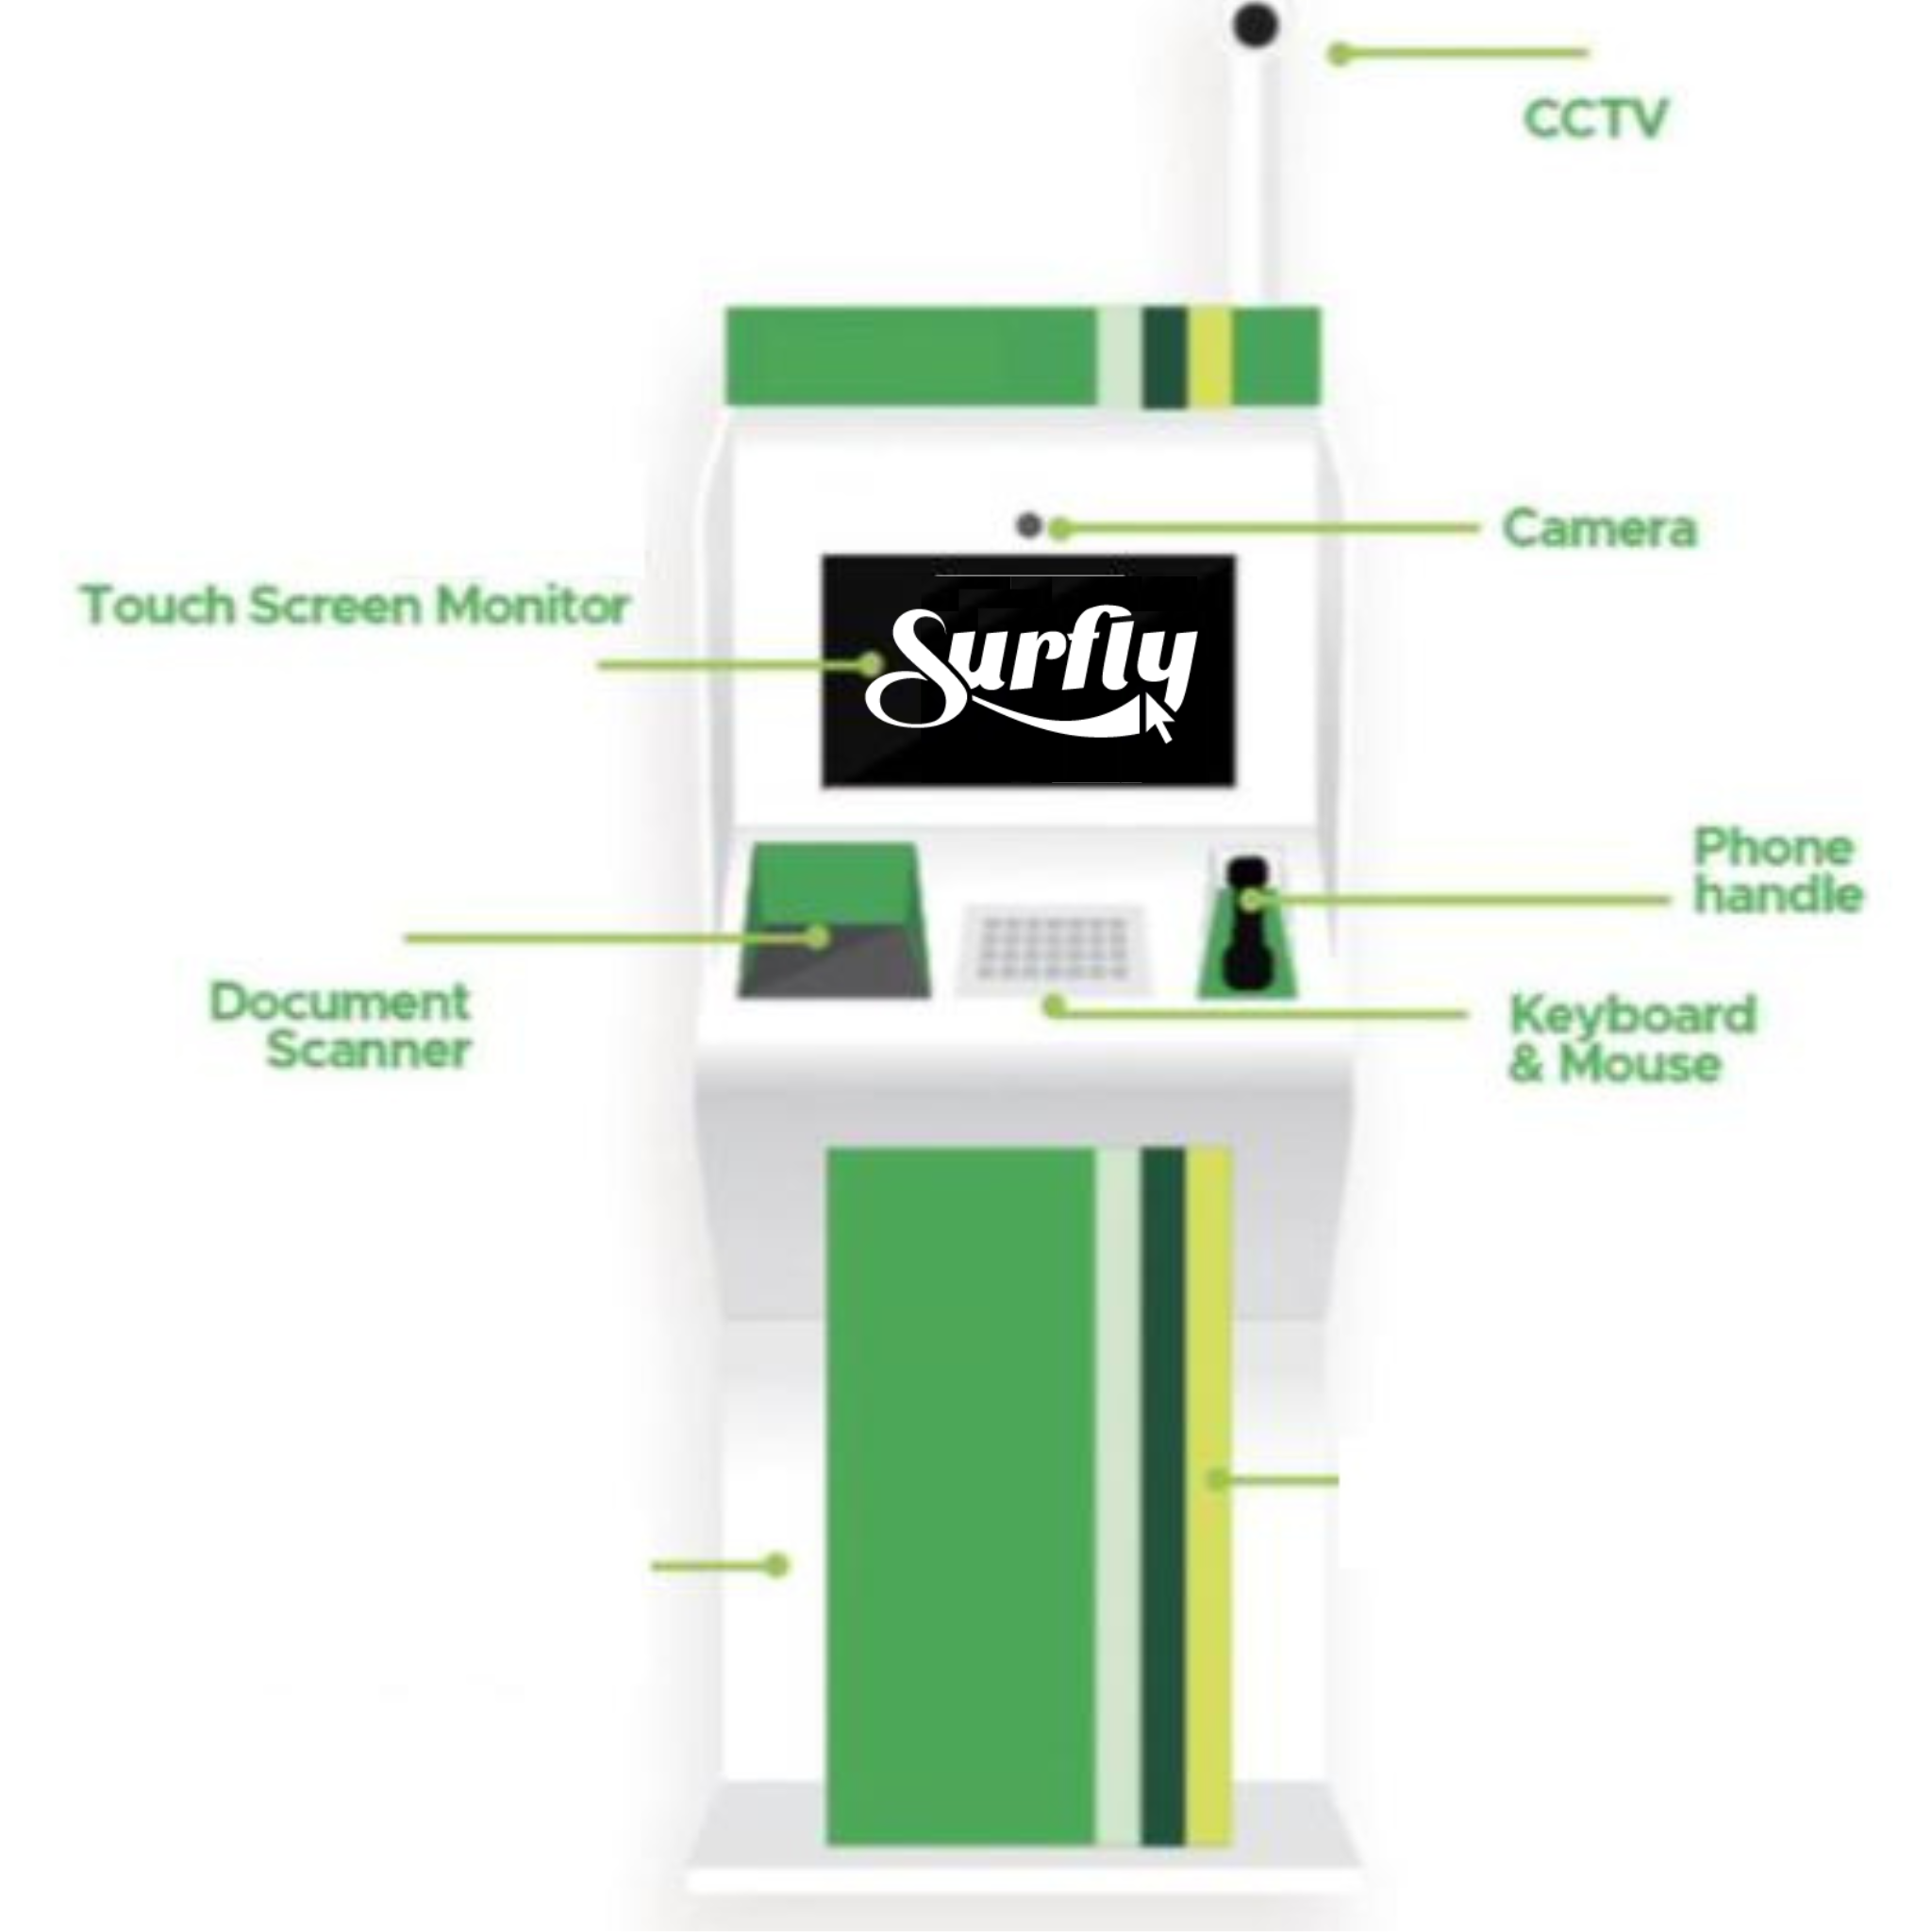 CCTV
Camera
Touch Screen Monitor
Surfly
Phone
handle
Document
Scanner
Keyboard
& Mouse